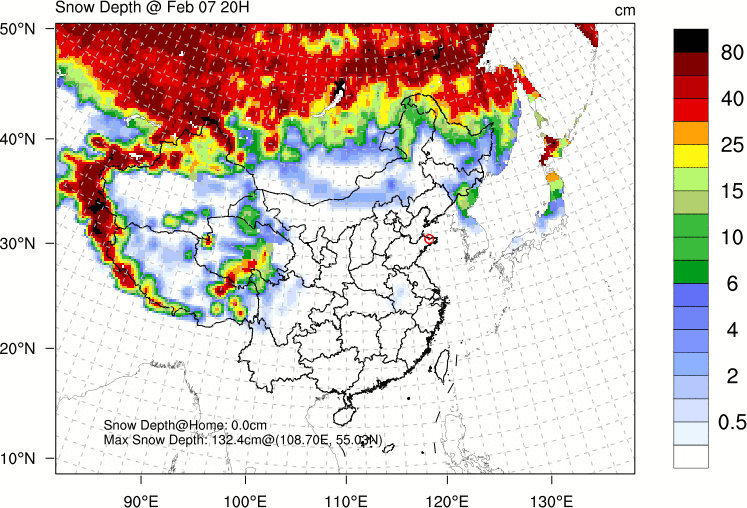 Snow Depth @ Feb 07 20H
cm
50°N
40°N
30°N
20°N
10°N
90°E
100°E
110°E
120°E
130°E
80
40
25
15
10
6
4
2
0.5
Snow Depth@Home: 0.0cm
Max Snow Depth: 132.4cm@(108.70E, 55.03N)